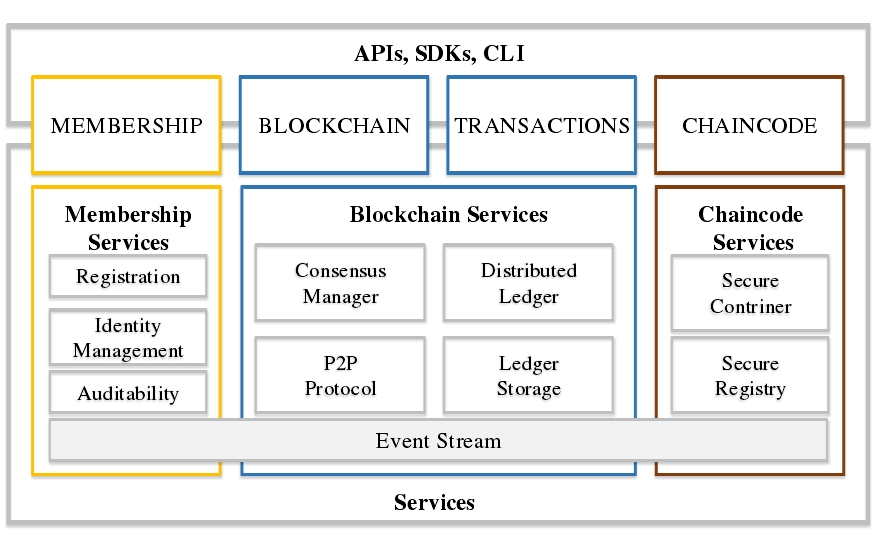 APIs, SDKs, CLI
MEMBERSHIP
BLOCKCHAIN
TRANSACTIONS
CHAINCODE
Membership
Services
Registration
Identity
Management
Auditability
Blockchain Services
Consensus
Manager
Distributed
Ledger
P2P
Protocol
Ledger
Storage
Chaincode
Services
Secure
Contriner
Secure
Registry
Event Stream
Services